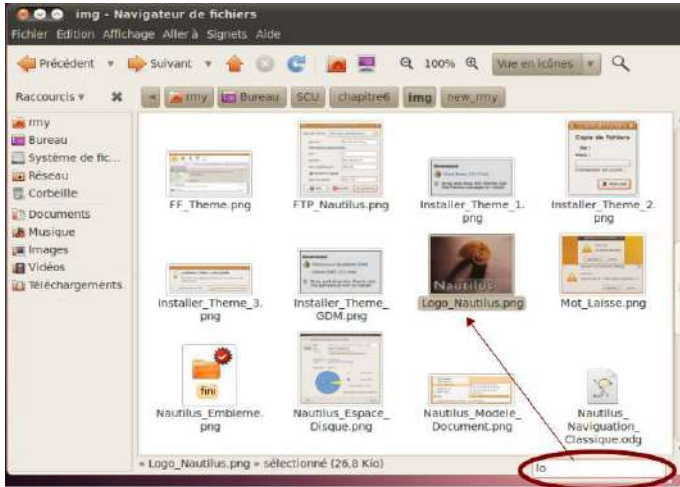 img - Navigateur de fichiers
Fichier Edition Affichage Aller à Signets Aide
Précédent Suivant 100% Vue en icônes
Raccourcis rmy Bureau SCU chapitre6 img new_rmy
rmy
Bureau
Système de fic...
Réseau
Corbeille
Documents
Musique
Images
Vidéos
Téléchargements
FF_Theme.png
FTP_Nautilus.png
Installer_Theme_1.
png
Installer_Theme_2.
png
Installer_Theme_3.
png
Installer_Theme_
GDM.png
Nautilus
Logo_Nautilus.png
Mot_Laisse.png
fini
Nautilus_Embleme.
png
Nautilus_Espace_
Disque.png
Nautilus_Modele_
Document.png
Nautilus_
Naviguation_
Classique.odg
« Logo_Nautilus.png » sélectionné (26,8 Kio)
lo